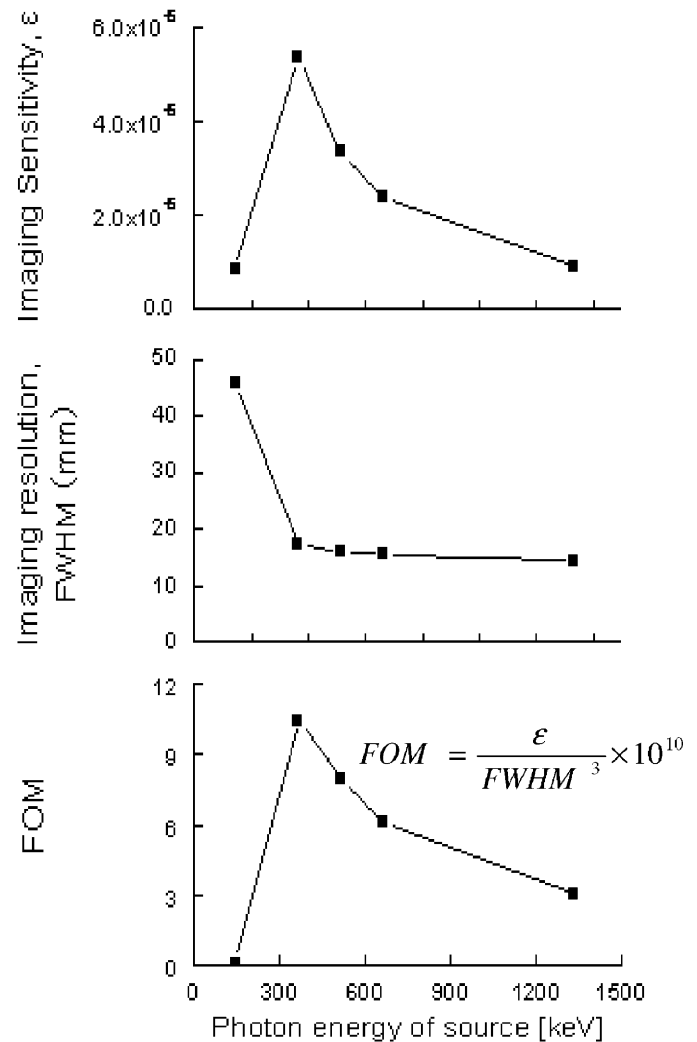 Imaging Sensitivity, ε
6.0x10⁻⁵
4.0x10⁻⁵
2.0x10⁻⁵
0.0
Imaging resolution,
FWHM (mm)
50
40
30
20
10
0
FOM
12
9
6
3
0
FOM = ε / FWHM ³ ×10¹⁰
0 300 600 900 1200 1500
Photon energy of source [keV]